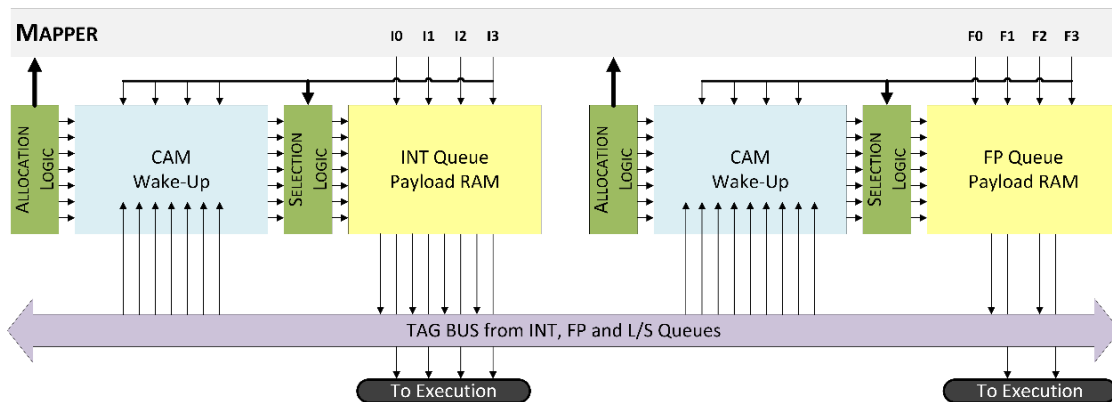 MAPPER
I0 I1 I2 I3
F0 F1 F2 F3
ALLOCATION
LOGIC
CAM
Wake-Up
SELECTION
LOGIC
INT Queue
Payload RAM
ALLOCATION
LOGIC
CAM
Wake-Up
SELECTION
LOGIC
FP Queue
Payload RAM
TAG BUS from INT, FP and L/S Queues
To Execution
To Execution